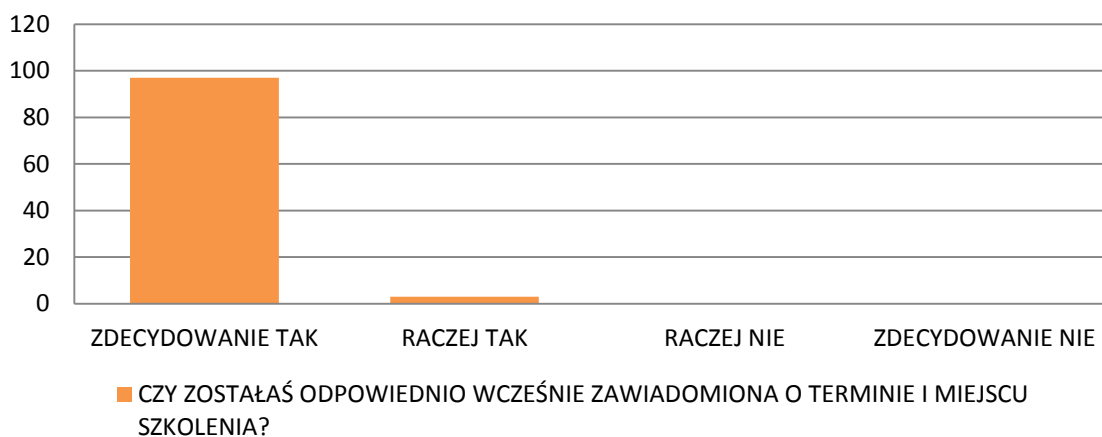 120
100
80
60
40
20
0
ZDECYDOWANIE TAK RACZEJ TAK RACZEJ NIE ZDECYDOWANIE NIE
CZY ZOSTAŁAŚ ODPOWIEDNIO WCZEŚNIE ZAWIADOMIONA O TERMINIE I MIEJSCU
SZKOLENIA?